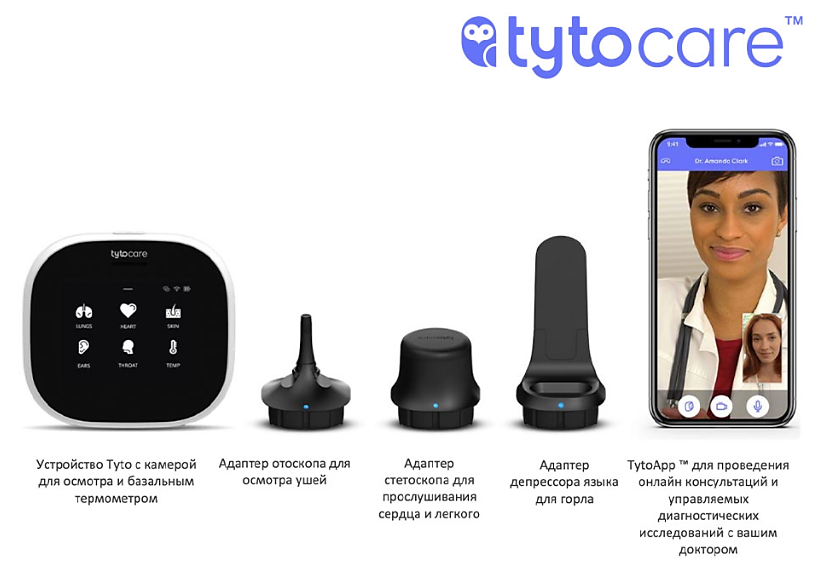 tytocare™
9:41
Dr. Amanda Clark
tytocare
LUNGS
HEART
SKIN
EARS
THROAT
TEMP
Устройство Tyto с камерой
для осмотра и базальным
термометром
Адаптер отоскопа для
осмотра ушей
Адаптер
стетоскопа для
прослушивания
сердца и легкого
Адаптер
депрессора языка
для горла
TytoApp ™ для проведения
онлайн консультаций и
управляемых
диагностических
исследований с вашим
доктором